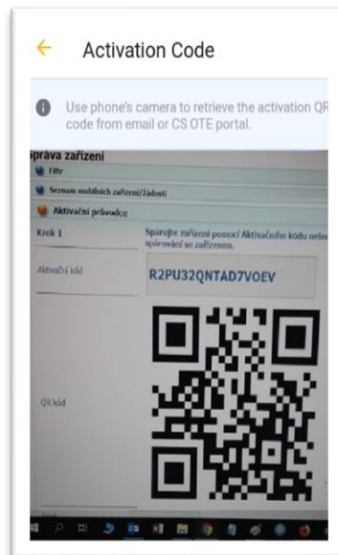 Activation Code
Use phone's camera to retrieve the activation QR
code from email or CS OTE portal.
práva zařízení
Filtr
Seznam mobilních zařízení/žádostí
Aktivační průvodce
Krok 1
Spárujte zařízení pomocí Aktivačního kódu nebo
spárování se zařízením.
Aktivační kód
R2PU32QNTAD7VOEV
QR kód